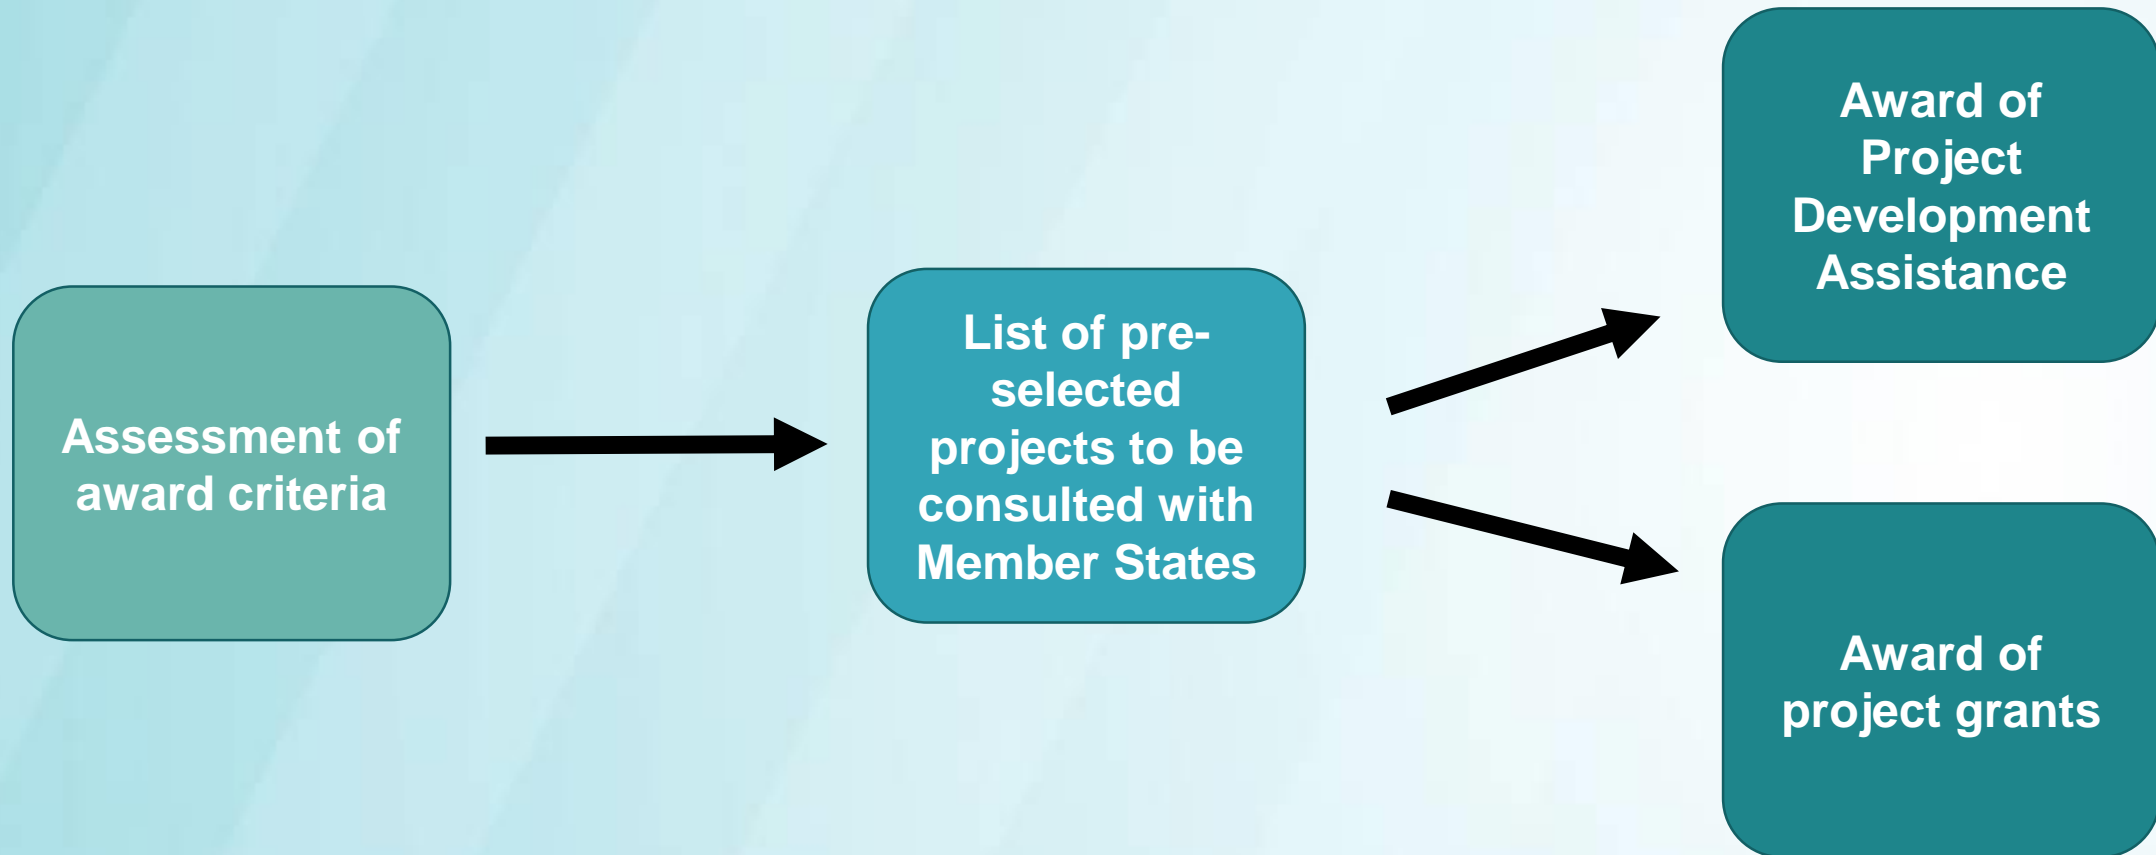 Assessment of
award criteria
List of pre-
selected
projects to be
consulted with
Member States
Award of
Project
Development
Assistance
Award of
project grants